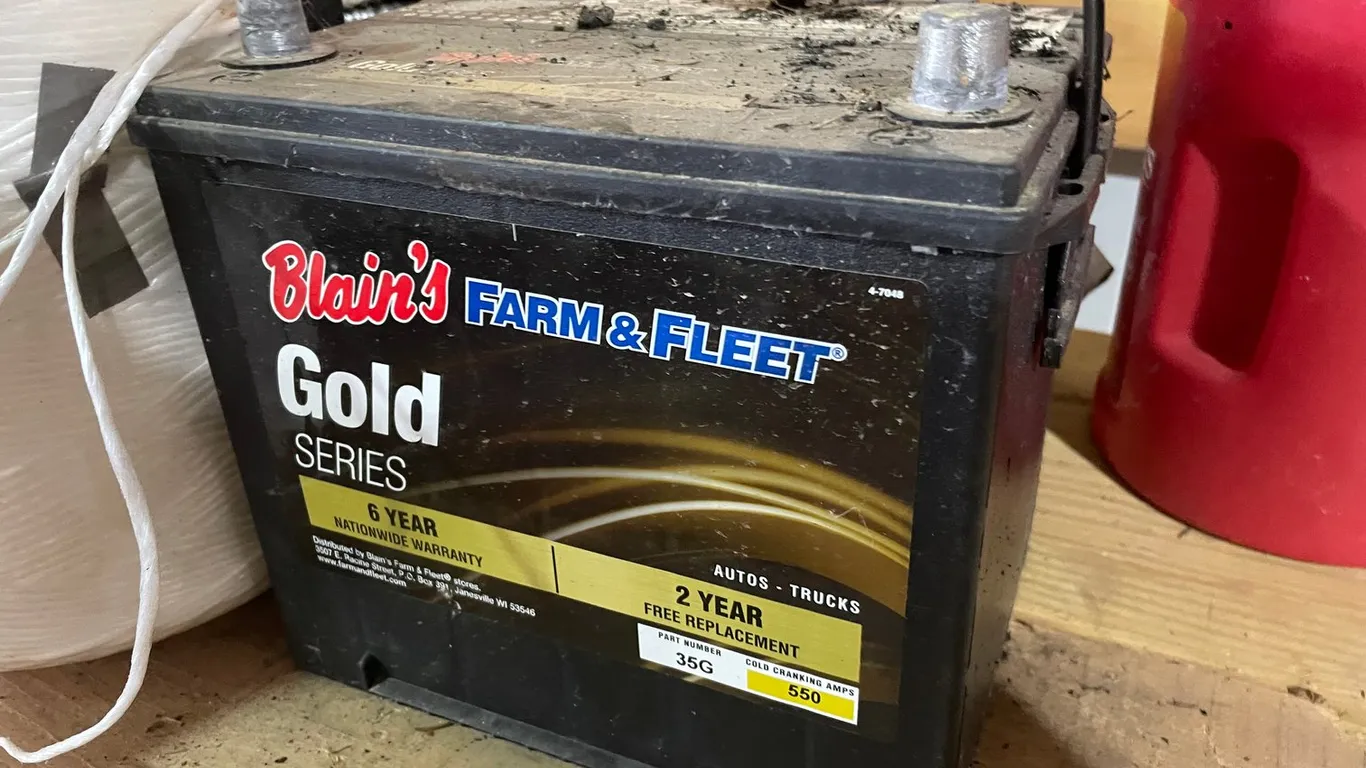 Gold
Blain's FARM & FLEET®
4-7048
Gold
SERIES
6 YEAR
NATIONWIDE WARRANTY
Distributed by Blain's Farm & Fleet® stores.
3507 E. Racine Street, P.O. Box 391, Janesville WI 53546
www.farmandfleet.com
AUTOS - TRUCKS
2 YEAR
FREE REPLACEMENT
PART NUMBER
35G
COLD CRANKING AMPS
550